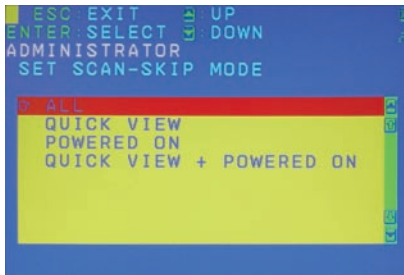 ESC:EXIT :UP
ENTER:SELECT :DOWN
ADMINISTRATOR
SET SCAN-SKIP MODE
ALL
QUICK VIEW
POWERED ON
QUICK VIEW + POWERED ON